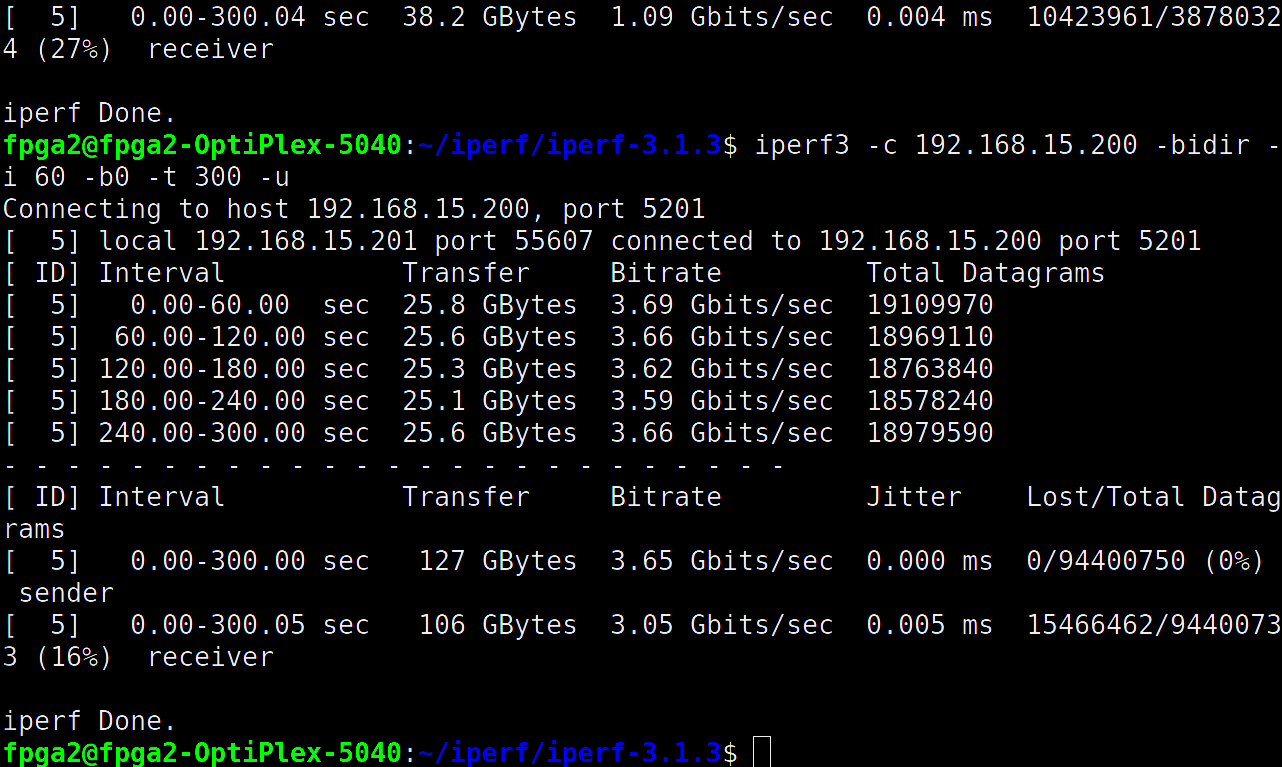 [  5]   0.00-300.04 sec  38.2 GBytes  1.09 Gbits/sec  0.004 ms  10423961/3878032
4 (27%)  receiver
iperf Done.
fpga2@fpga2-OptiPlex-5040:~/iperf/iperf-3.1.3$ iperf3 -c 192.168.15.200 -bidir -
i 60 -b0 -t 300 -u
Connecting to host 192.168.15.200, port 5201
[  5] local 192.168.15.201 port 55607 connected to 192.168.15.200 port 5201
[ ID] Interval           Transfer     Bitrate         Total Datagrams
[  5]   0.00-60.00  sec  25.8 GBytes  3.69 Gbits/sec  19109970
[  5]  60.00-120.00 sec  25.6 GBytes  3.66 Gbits/sec  18969110
[  5] 120.00-180.00 sec  25.3 GBytes  3.62 Gbits/sec  18763840
[  5] 180.00-240.00 sec  25.1 GBytes  3.59 Gbits/sec  18578240
[  5] 240.00-300.00 sec  25.6 GBytes  3.66 Gbits/sec  18979590
- - - - - - - - - - - - - - - - - - - - - - - - -
[ ID] Interval           Transfer     Bitrate         Jitter    Lost/Total Datag
rams
[  5]   0.00-300.00 sec   127 GBytes  3.65 Gbits/sec  0.000 ms  0/94400750 (0%)
 sender
[  5]   0.00-300.05 sec   106 GBytes  3.05 Gbits/sec  0.005 ms  15466462/9440073
3 (16%)  receiver
iperf Done.
fpga2@fpga2-OptiPlex-5040:~/iperf/iperf-3.1.3$